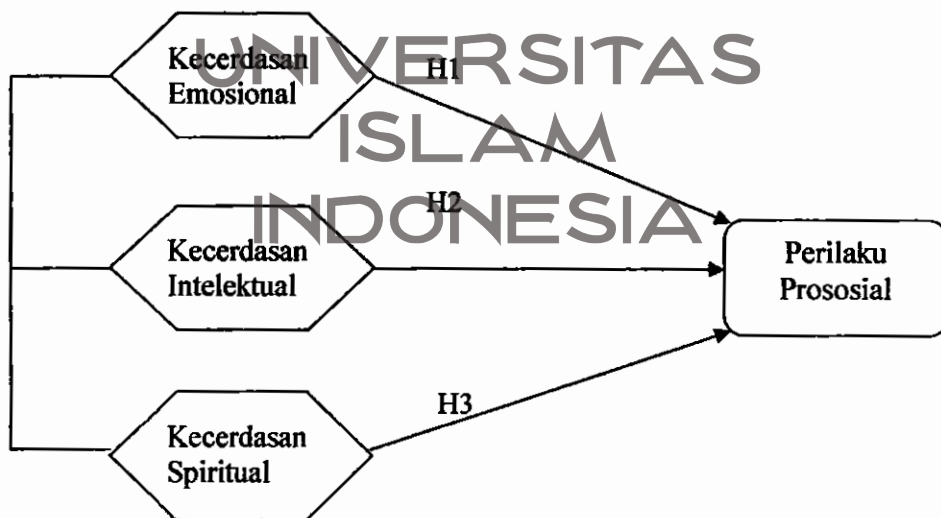 UNIVERSITAS
ISLAM
INDONESIA
Kecerdasan
Emosional
H1
Kecerdasan
Intelektual
H2
Perilaku
Prososial
Kecerdasan
Spiritual
H3